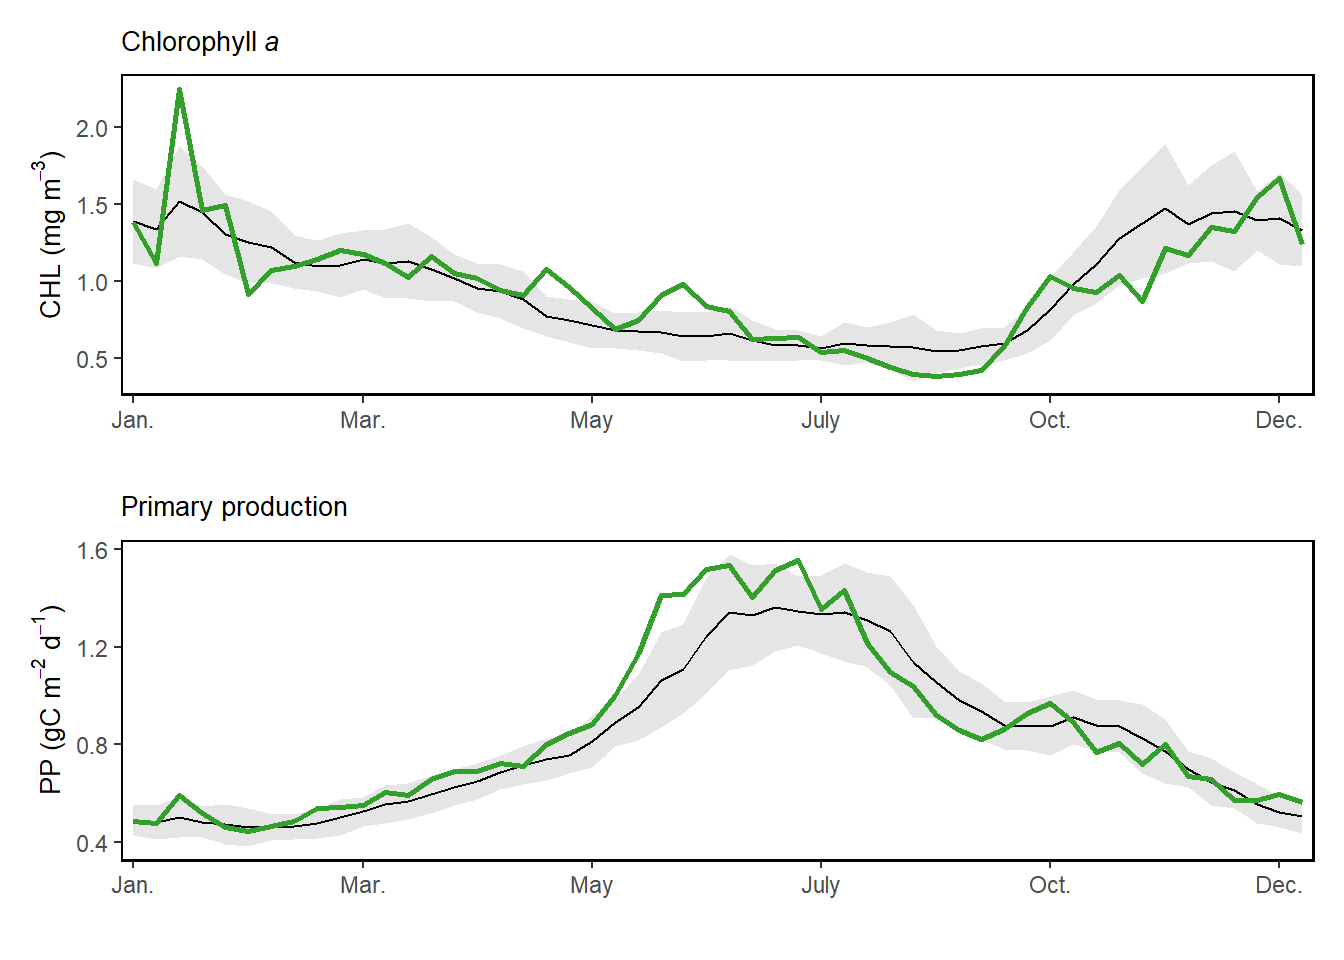 Chlorophyll a
CHL (mg m⁻³)
2.0
1.5
1.0
0.5
Jan. Mar. May July Oct. Dec.
Primary production
PP (gC m⁻² d⁻¹)
1.6
1.2
0.8
0.4
Jan. Mar. May July Oct. Dec.